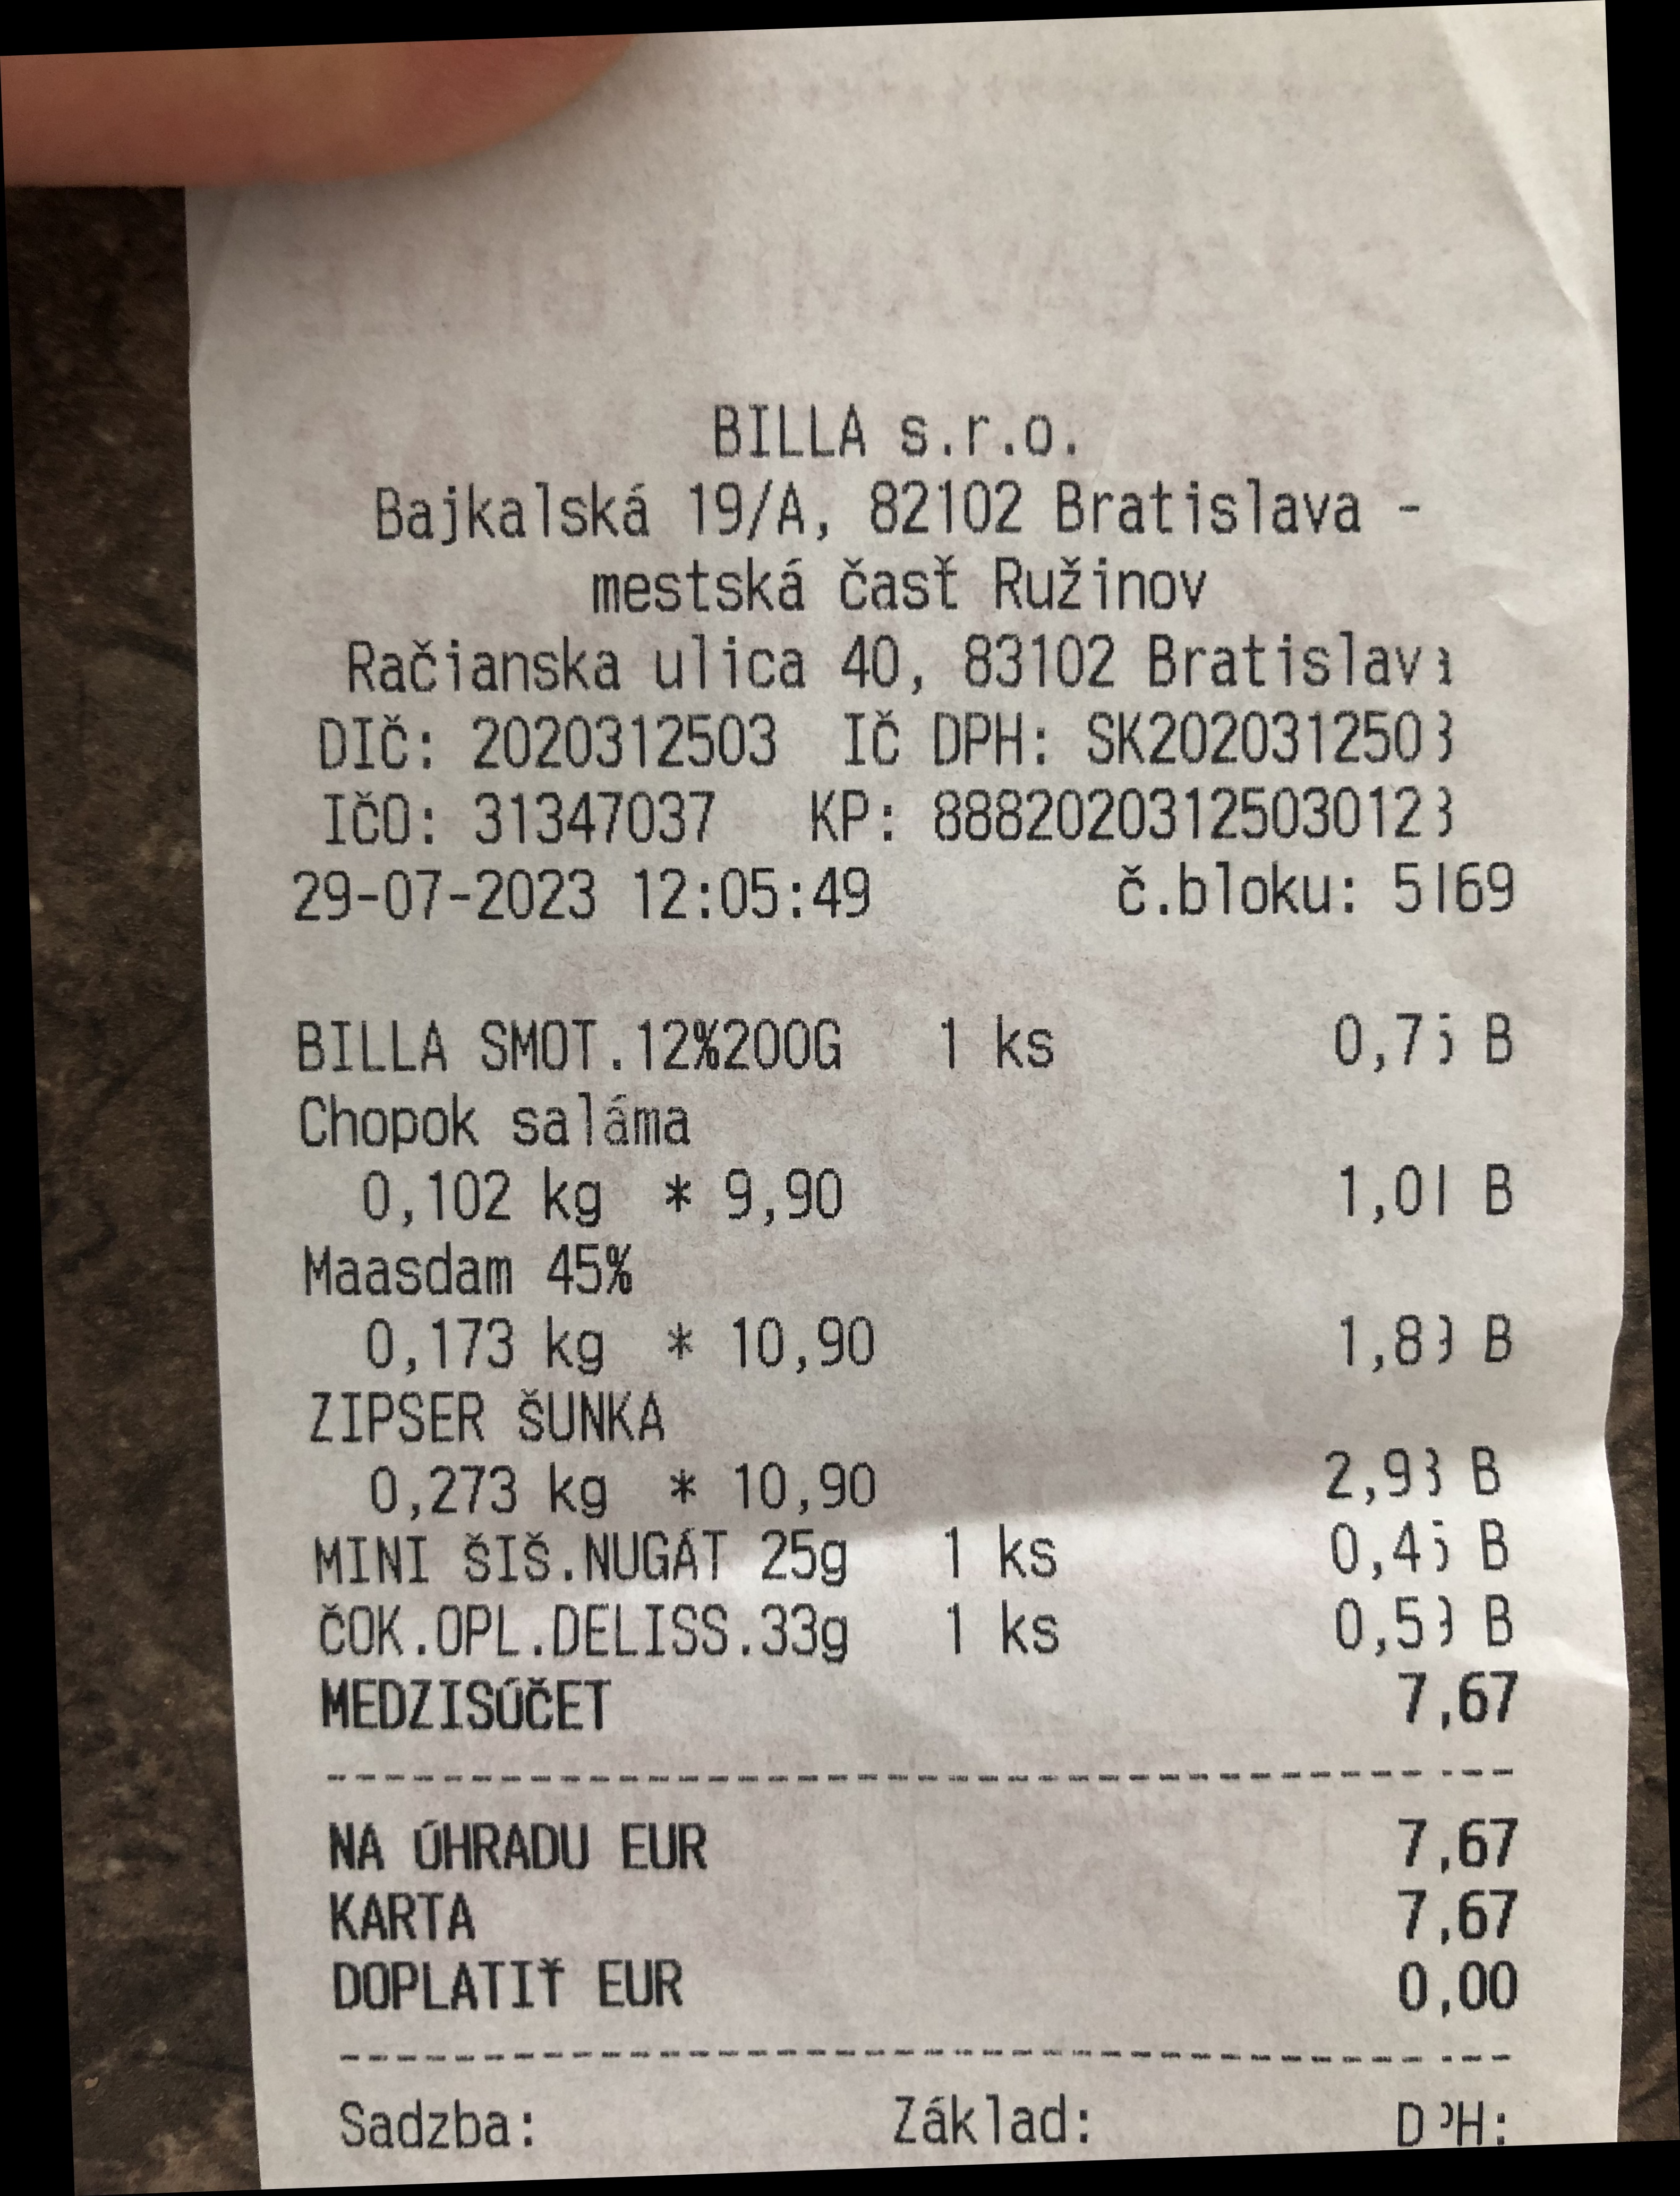 BILLA s.r.o.
Bajkalská 19/A, 82102 Bratislava -
mestská časť Ružinov
Račianska ulica 40, 83102 Bratislava
DIČ: 2020312503 IČ DPH: SK2020312503
IČO: 31347037 KP: 88820203125030123
29-07-2023 12:05:49 č.bloku: 5169
BILLA SMOT.12%200G 1 ks 0,75 B
Chopok saláma
0,102 kg * 9,90 1,01 B
Maasdam 45%
0,173 kg * 10,90 1,89 B
ZIPSER ŠUNKA
0,273 kg * 10,90 2,98 B
MINI ŠIŠ.NUGÁT 25g 1 ks 0,45 B
ČOK.OPL.DELISS.33g 1 ks 0,59 B
MEDZISÚČET 7,67
NA ÚHRADU EUR 7,67
KARTA 7,67
DOPLATIŤ EUR 0,00
Sadzba: Základ: DPH: